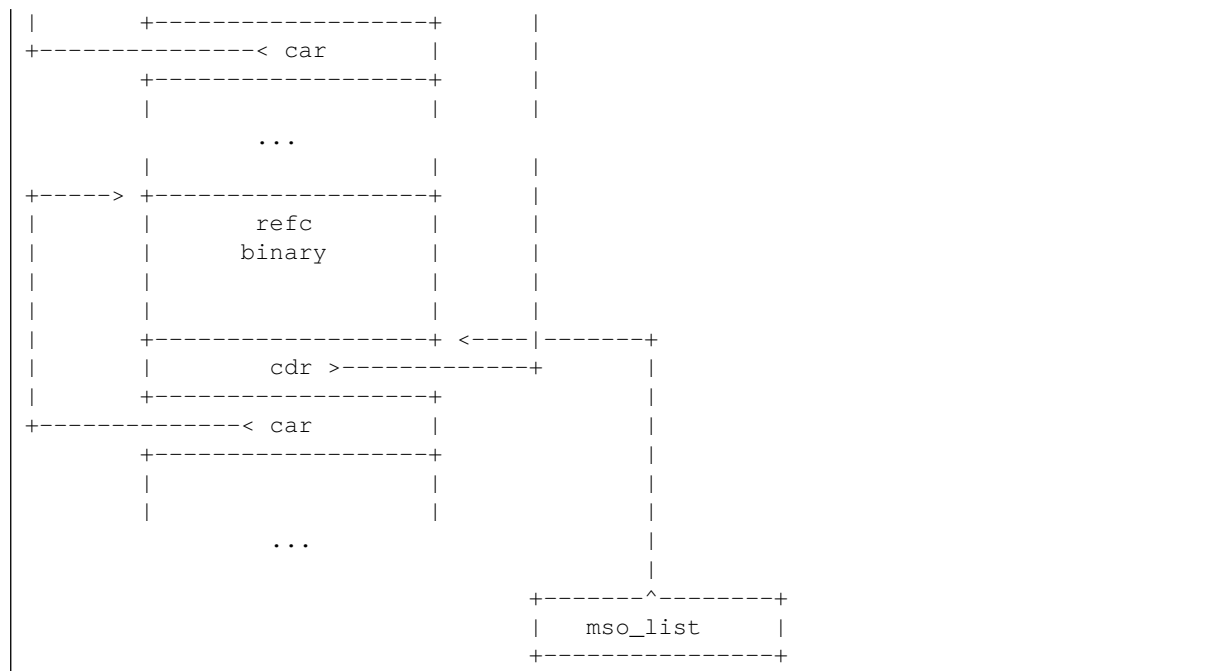 |       +-------------------+      |
+---------------< car       |      |
        +-------------------+      |
        |                   |      |
                ...
        |                   |      |
+-----> +-------------------+      |
|       |       refc        |      |
|       |      binary       |      |
|       |                   |      |
|       |                   |      |
|       +-------------------+ <----|-------+
|       |        cdr >-------------+       |
|       +-------------------+              |
+--------------< car        |              |
        +-------------------+              |
        |                   |              |
        |                   |              |
                 ...                       |
                                           |
                                   +-------^--------+
                                   |   mso_list     |
                                   +----------------+